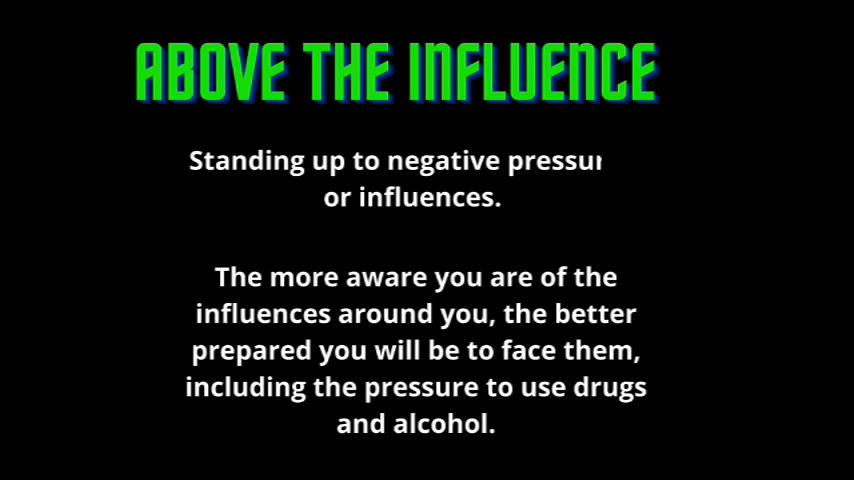 ABOVE THE INFLUENCE
Standing up to negative
or influences.
The more aware you are of the
influences around you, the better
prepared you will be to face them,
including the pressure to use drugs
and alcohol.